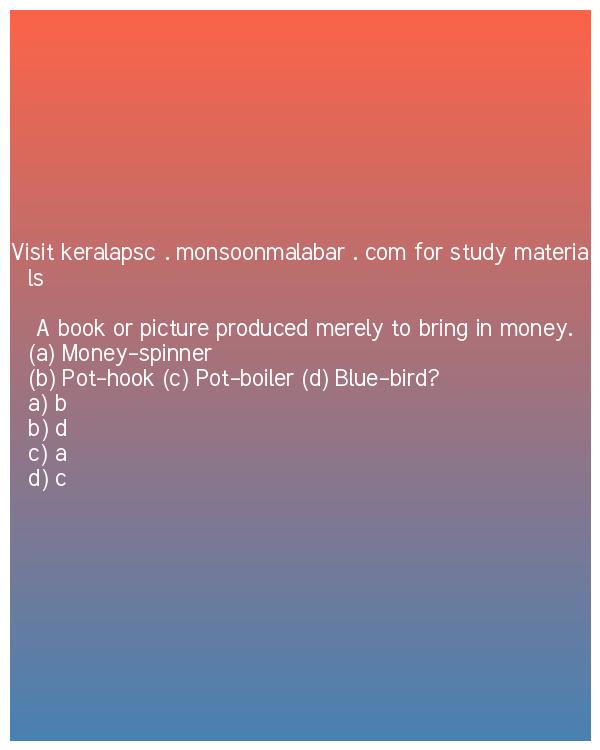 Visit keralapsc . monsoonmalabar . com for study materia
ls
A book or picture produced merely to bring in money.
(a) Money-spinner
(b) Pot-hook (c) Pot-boiler (d) Blue-bird?
a) b
b) d
c) a
d) c